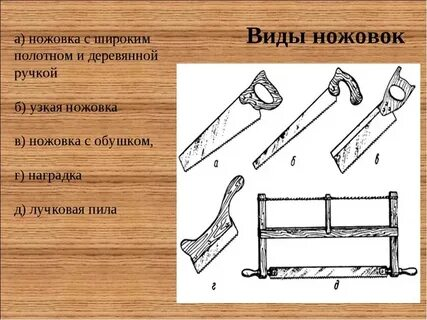 Виды ножовок
а) ножовка с широким
полотном и деревянной
ручкой
б) узкая ножовка
в) ножовка с обушком,
г) наградка
д) лучковая пила
а
б
в
г
д